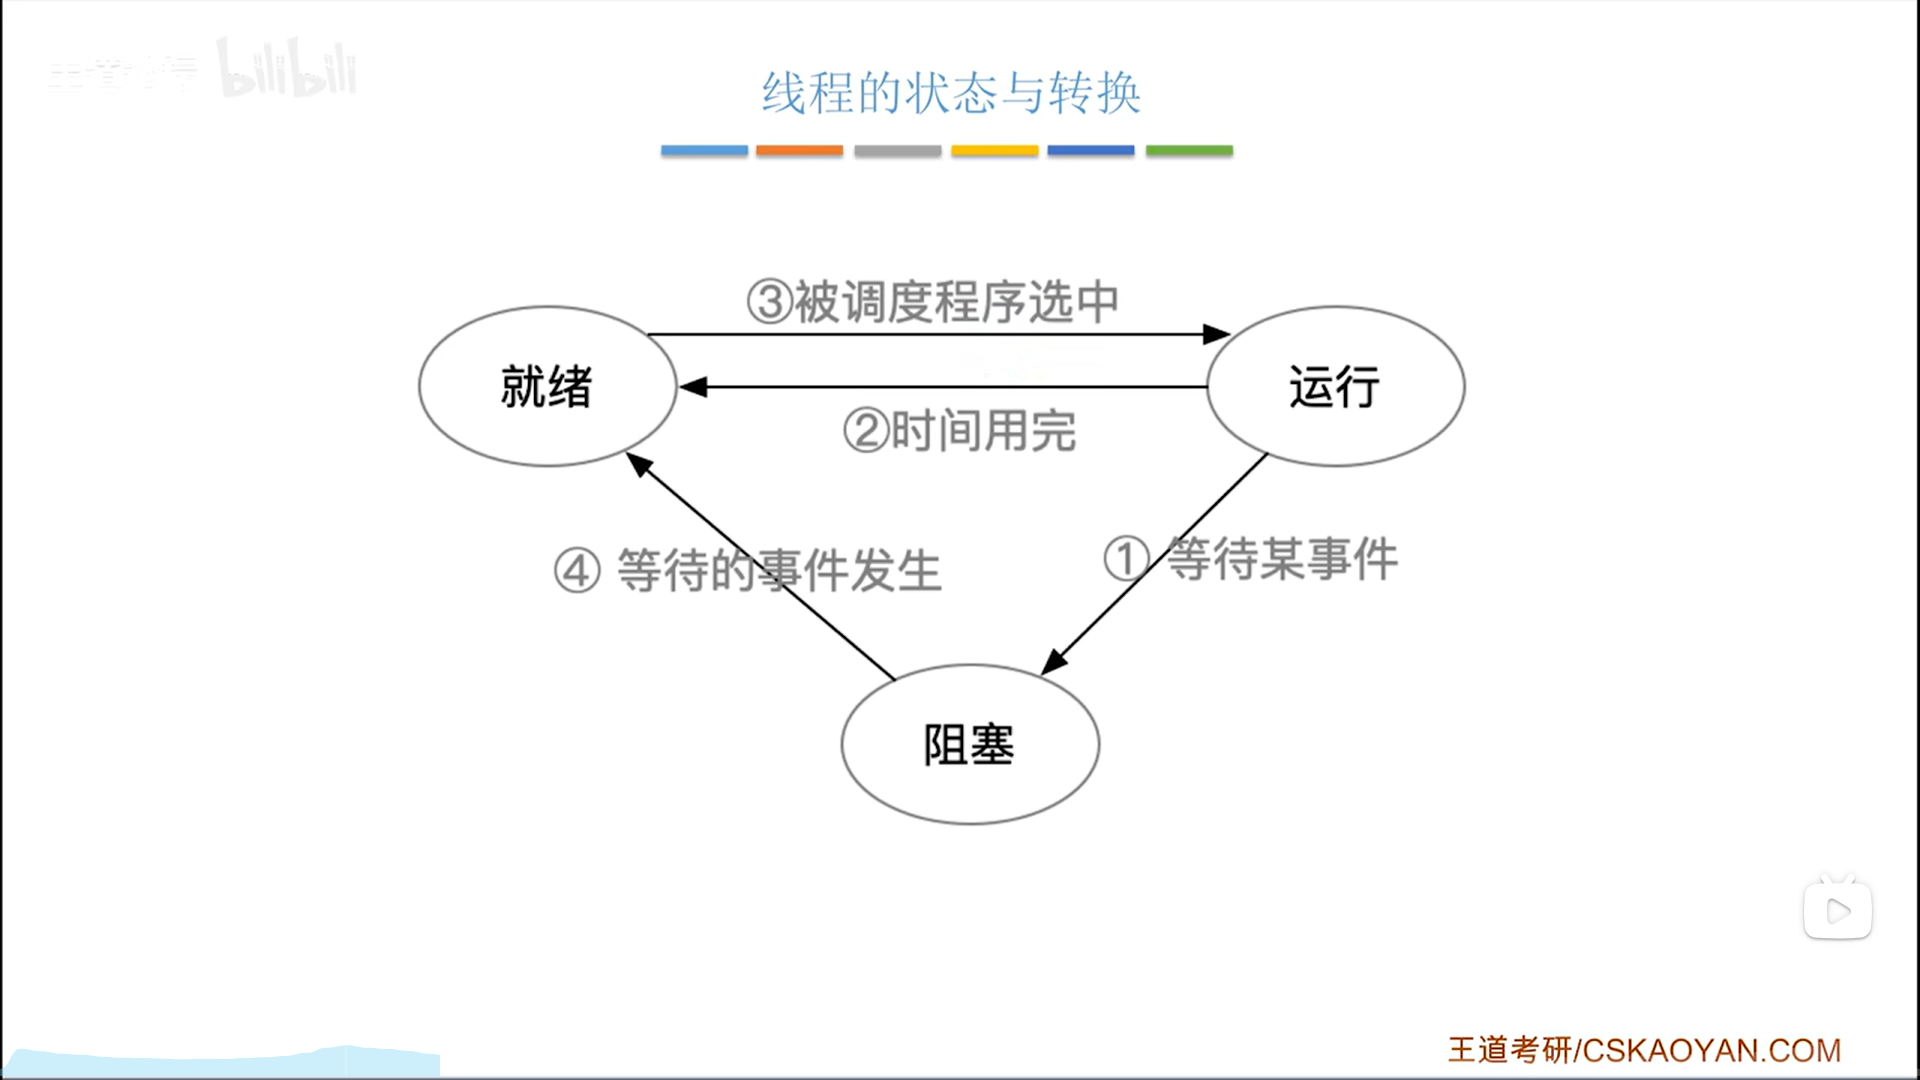 bilibili
线程的状态与转换
③被调度程序选中
就绪
运行
②时间用完
④ 等待的事件发生
① 等待某事件
阻塞
王道考研/CSKAOYAN.COM